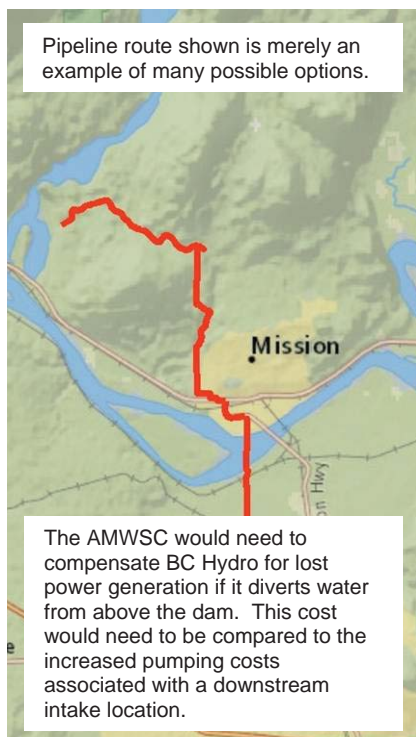 Pipeline route shown is merely an
example of many possible options.
Mission
on Hwy
The AMWSC would need to
compensate BC Hydro for lost
power generation if it diverts water
from above the dam. This cost
would need to be compared to the
increased pumping costs
associated with a downstream
intake location.
e